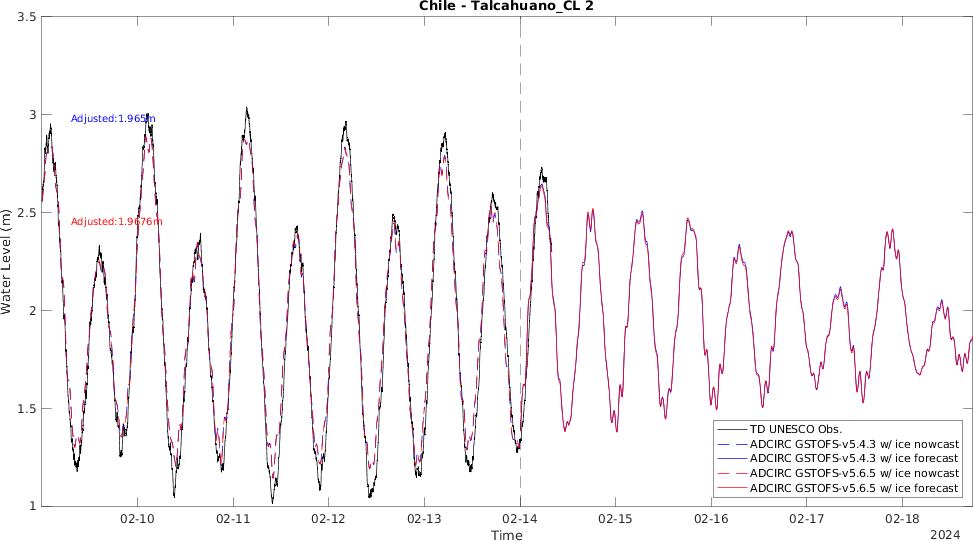 Chile - Talcahuano_CL 2
3.5
3
2.5
2
1.5
1
Water Level (m)
Adjusted:1.965m
Adjusted:1.9676m
TD UNESCO Obs.
ADCIRC GSTOFS-v5.4.3 w/ ice nowcast
ADCIRC GSTOFS-v5.4.3 w/ ice forecast
ADCIRC GSTOFS-v5.6.5 w/ ice nowcast
ADCIRC GSTOFS-v5.6.5 w/ ice forecast
02-10 02-11 02-12 02-13 02-14 02-15 02-16 02-17 02-18
Time
2024